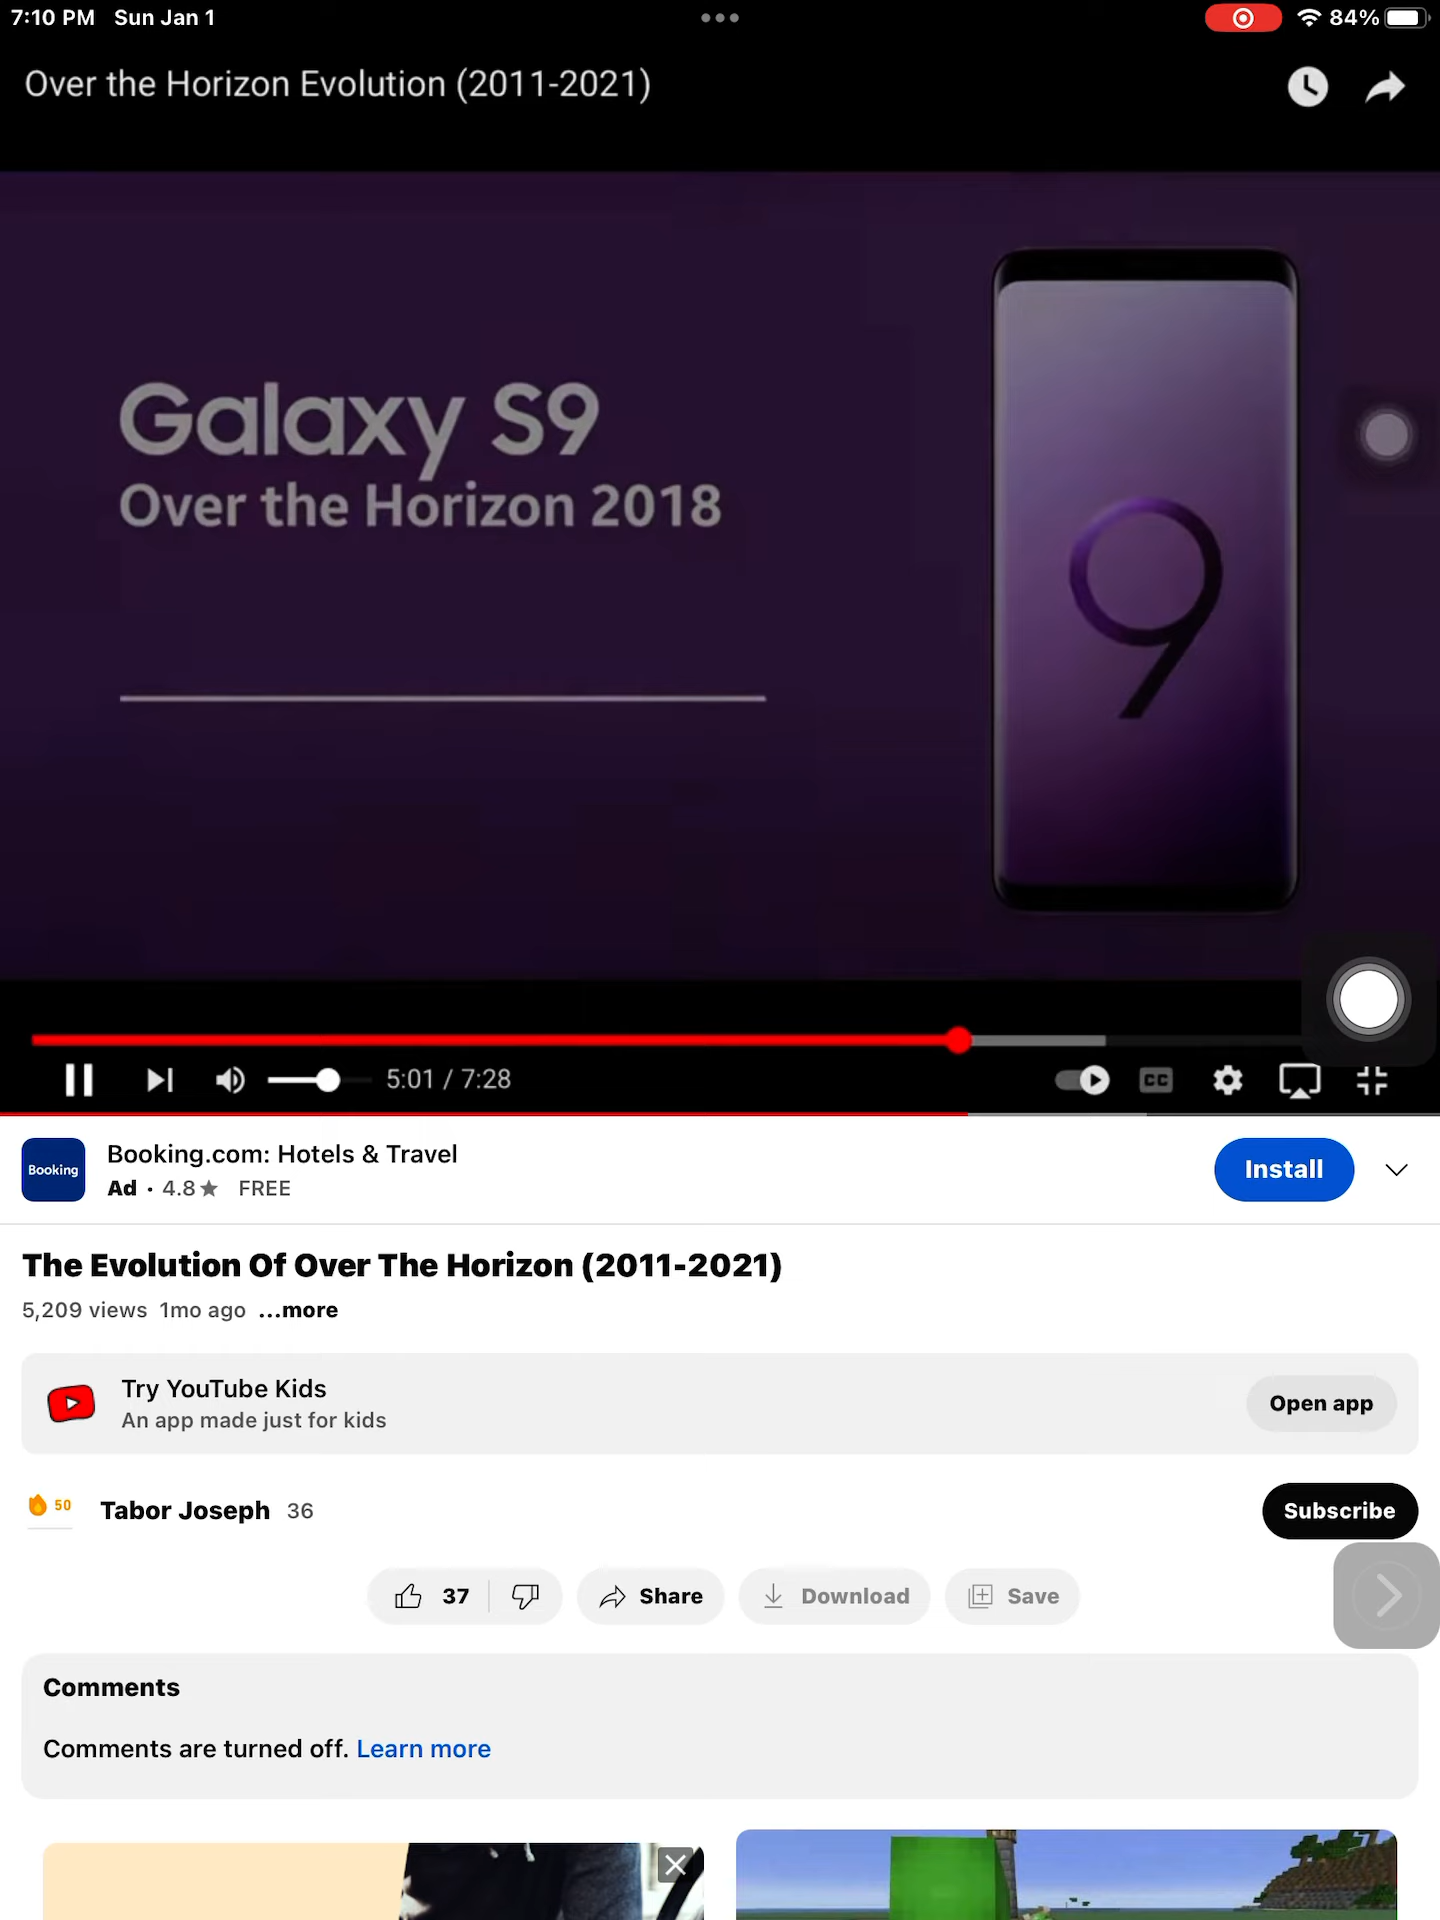 7:10 PM Sun Jan 1 84%
Over the Horizon Evolution (2011-2021)
Galaxy S9
Over the Horizon 2018
9
5:01 / 7:28 CC
Booking
Booking.com: Hotels & Travel
Ad · 4.8★ FREE
Install
The Evolution Of Over The Horizon (2011-2021)
5,209 views 1mo ago ...more
Try YouTube Kids
An app made just for kids
Open app
50
Tabor Joseph 36
Subscribe
37 Share Download Save
Comments
Comments are turned off. Learn more